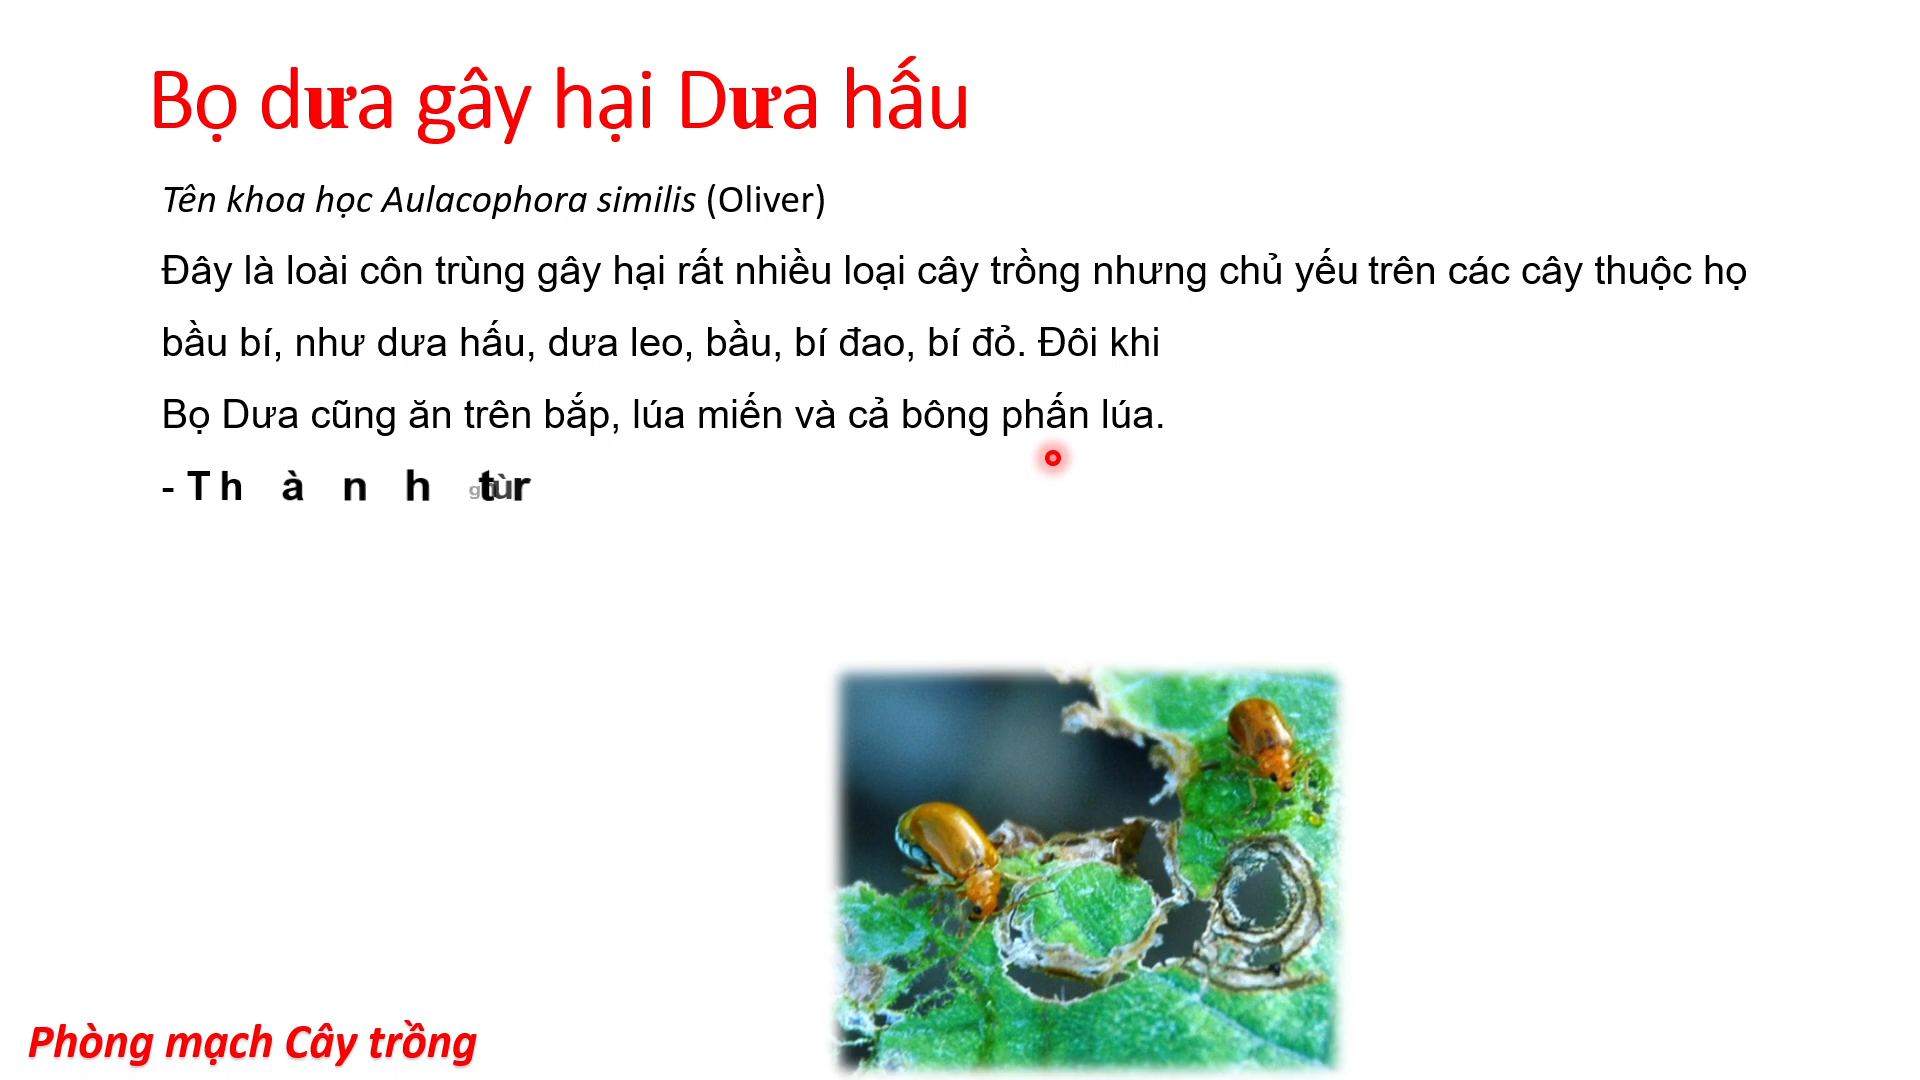 Bọ dưa gây hại Dưa hấu
Tên khoa học Aulacophora similis (Oliver)
Đây là loài côn trùng gây hại rất nhiều loại cây trồng nhưng chủ yếu trên các cây thuộc họ
bầu bí, như dưa hấu, dưa leo, bầu, bí đao, bí đỏ. Đôi khi
Bọ Dưa cũng ăn trên bắp, lúa miến và cả bông phấn lúa.
- Thành
Phòng mạch Cây trồng